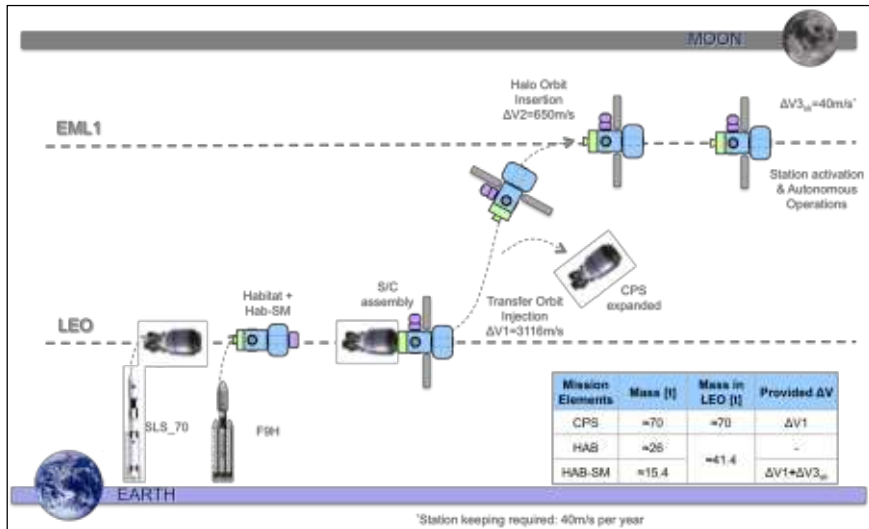 MOON
Halo Orbit
Insertion
ΔV2=650m/s
ΔV3sk=40m/s*
EML1
Station activation
& Autonomous
Operations
CPS
expanded
S/C
assembly
Habitat +
Hab-SM
Transfer Orbit
Injection
ΔV1=3116m/s
LEO
SLS_70
F9H
Mission Elements Mass [t] Mass in LEO [t] Provided ΔV
CPS ≈70 ≈70 ΔV1
HAB ≈26 ≈41.4 -
HAB-SM ≈15.4 ΔV1+ΔV3sk
EARTH
*Station keeping required: 40m/s per year